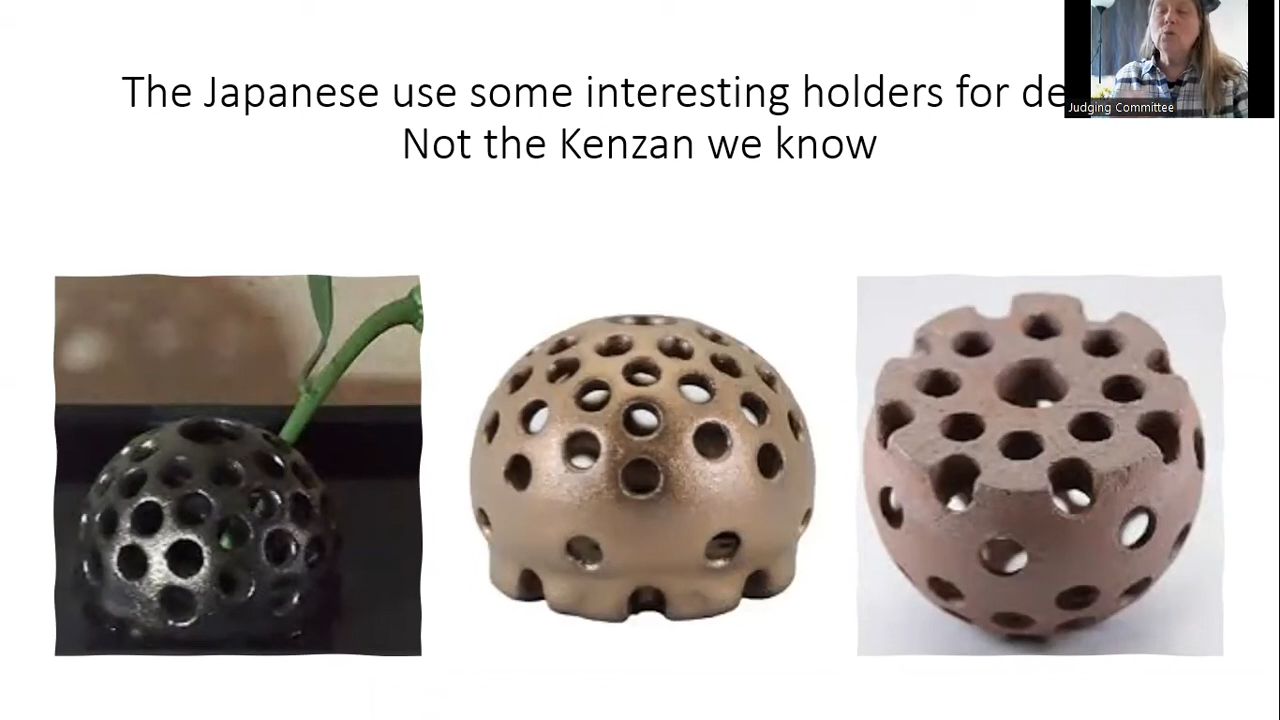 The Japanese use some interesting holders for de
Not the Kenzan we know
Judging Committee